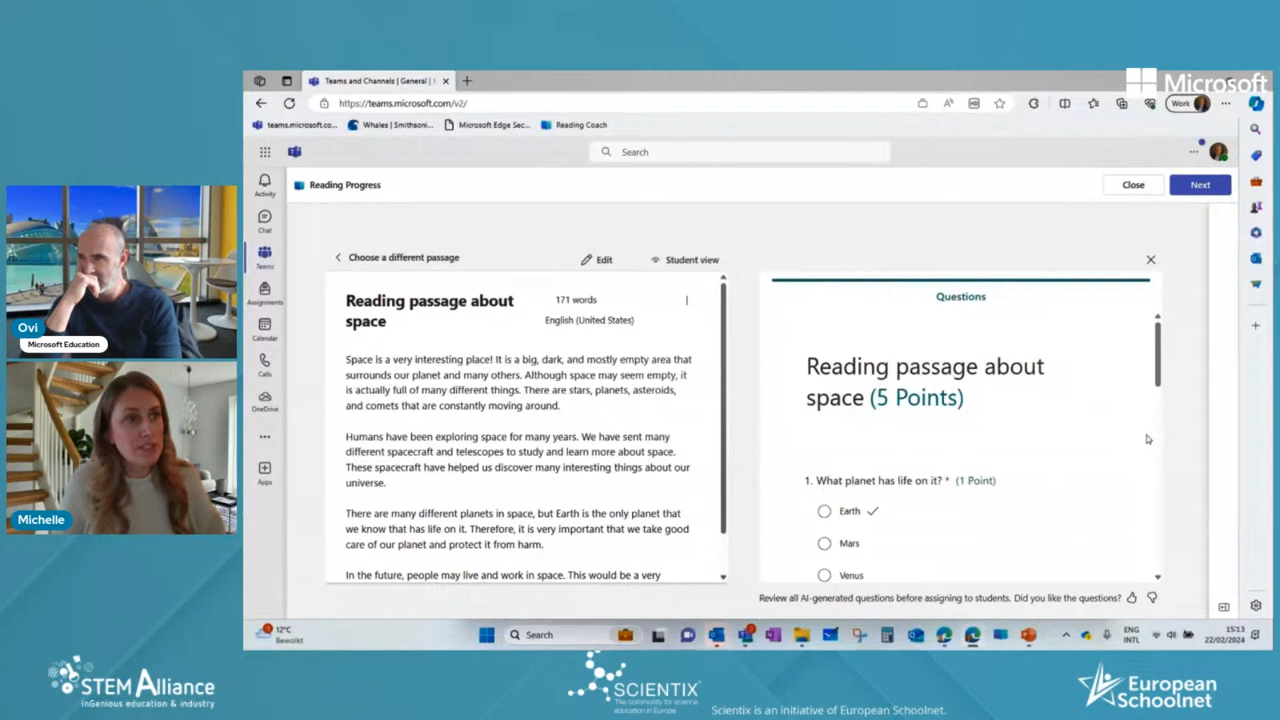 Microsoft
Teams and Channels | General |
https://teams.microsoft.com/v2/
Work
teams.microsoft.co...
Whales | Smithsoni...
Microsoft Edge Sec...
Reading Coach
Search
Activity
Chat
Teams
Assignments
Calendar
Calls
OneDrive
Apps
Reading Progress
Close
Next
Choose a different passage
Edit
Student view
Reading passage about
space
171 words
English (United States)
Space is a very interesting place! It is a big, dark, and mostly empty area that
surrounds our planet and many others. Although space may seem empty, it
is actually full of many different things. There are stars, planets, asteroids,
and comets that are constantly moving around.
Humans have been exploring space for many years. We have sent many
different spacecraft and telescopes to study and learn more about space.
These spacecraft have helped us discover many interesting things about our
universe.
There are many different planets in space, but Earth is the only planet that
we know that has life on it. Therefore, it is very important that we take good
care of our planet and protect it from harm.
In the future, people may live and work in space. This would be a very
Questions
Reading passage about
space (5 Points)
1. What planet has life on it? * (1 Point)
Earth
Mars
Venus
Review all AI-generated questions before assigning to students. Did you like the questions?
Ovi
Microsoft Education
Michelle
12°C
Bewolkt
Search
ENG
INTL
15:13
22/02/2024
STEM Alliance
inGenious education & industry
SCIENTIX
The community for science
education in Europe
Scientix is an initiative of European Schoolnet.
European
Schoolnet